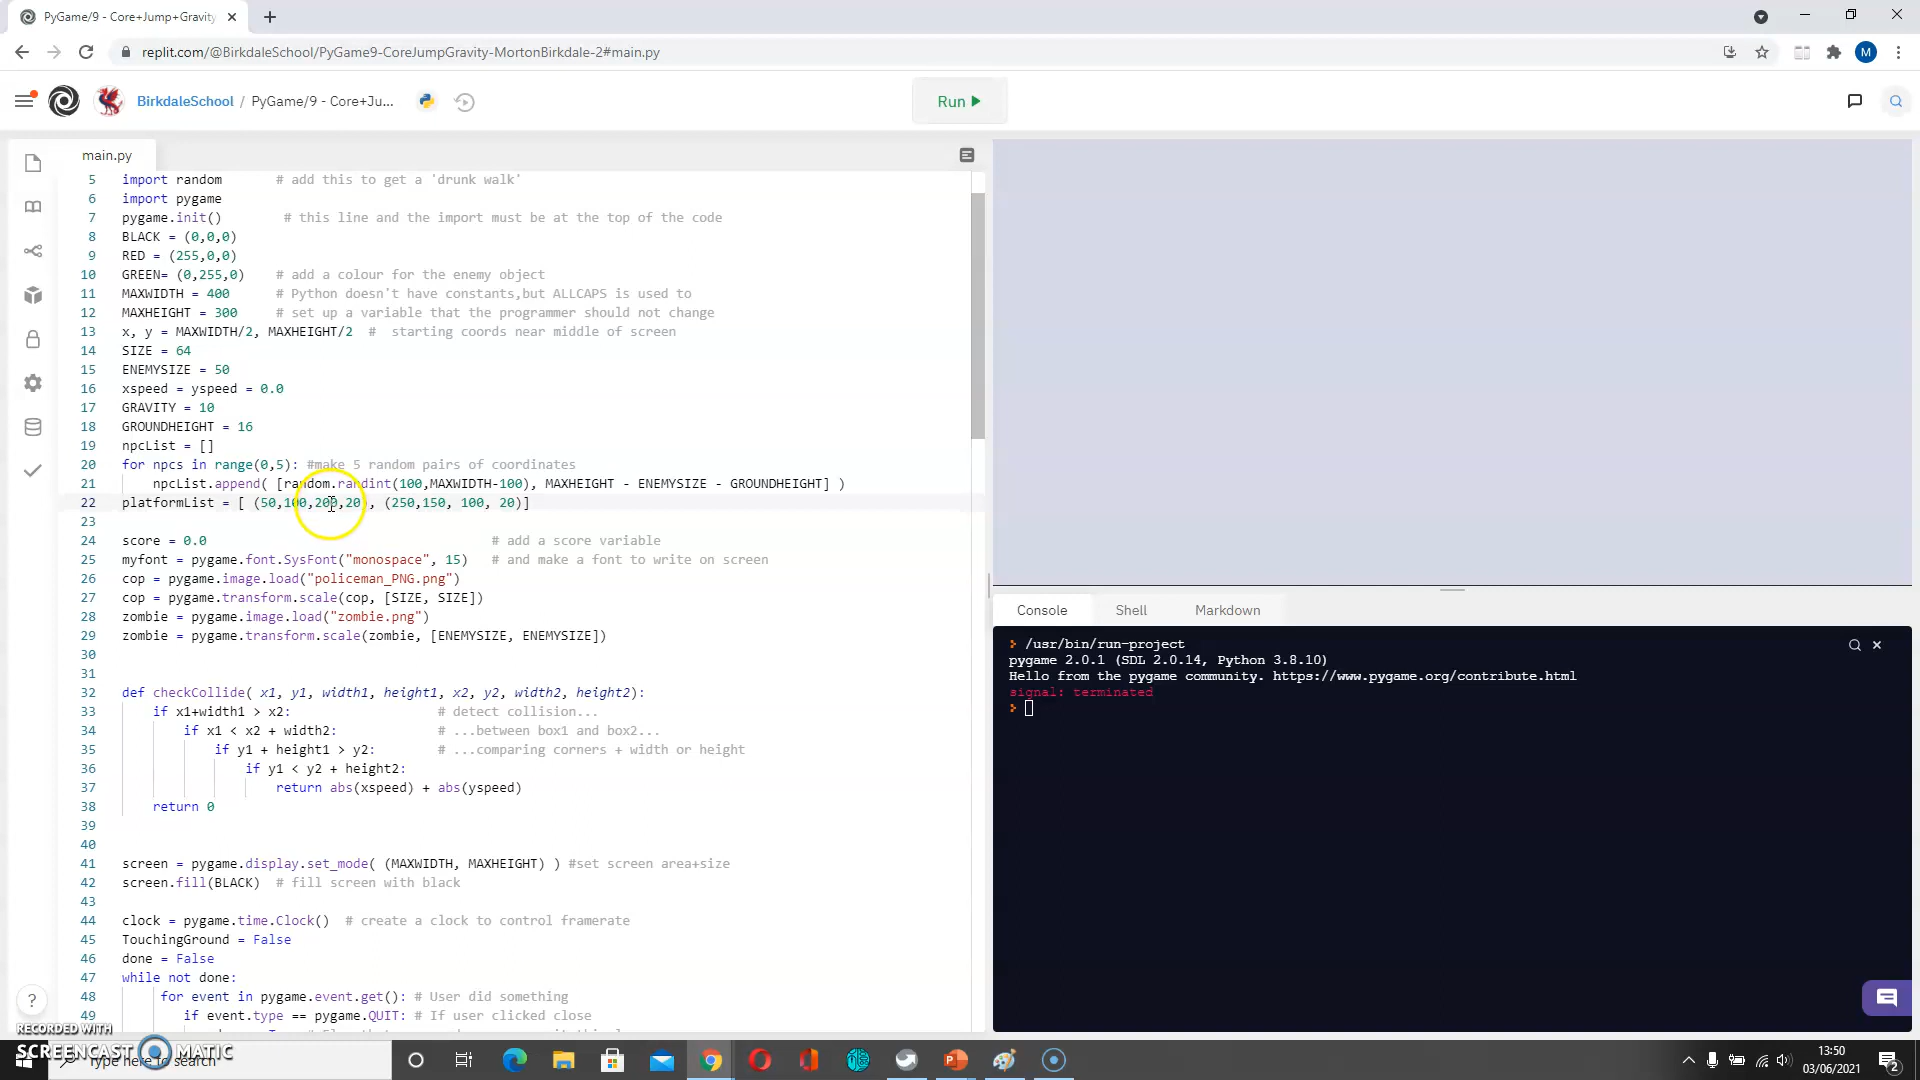 PyGame/9 - Core+Jump+Gravity
replit.com/@BirkdaleSchool/PyGame9-CoreJumpGravity-MortonBirkdale-2#main.py
M
BirkdaleSchool / PyGame/9 - Core+Ju...
Run
main.py
5 import random # add this to get a 'drunk walk'
6 import pygame
7 pygame.init() # this line and the import must be at the top of the code
8 BLACK = (0,0,0)
9 RED = (255,0,0)
10 GREEN= (0,255,0) # add a colour for the enemy object
11 MAXWIDTH = 400 # Python doesn't have constants,but ALLCAPS is used to
12 MAXHEIGHT = 300 # set up a variable that the programmer should not change
13 x, y = MAXWIDTH/2, MAXHEIGHT/2 # starting coords near middle of screen
14 SIZE = 64
15 ENEMYSIZE = 50
16 xspeed = yspeed = 0.0
17 GRAVITY = 10
18 GROUNDHEIGHT = 16
19 npcList = []
20 for npcs in range(0,5): #make 5 random pairs of coordinates
21 npcList.append( [random.randint(100,MAXWIDTH-100), MAXHEIGHT - ENEMYSIZE - GROUNDHEIGHT] )
22 platformList = [ (50,100,200,20), (250,150, 100, 20)]
23
24 score = 0.0 # add a score variable
25 myfont = pygame.font.SysFont("monospace", 15) # and make a font to write on screen
26 cop = pygame.image.load("policeman_PNG.png")
27 cop = pygame.transform.scale(cop, [SIZE, SIZE])
28 zombie = pygame.image.load("zombie.png")
29 zombie = pygame.transform.scale(zombie, [ENEMYSIZE, ENEMYSIZE])
30
31
32 def checkCollide( x1, y1, width1, height1, x2, y2, width2, height2):
33 if x1+width1 > x2: # detect collision...
34 if x1 < x2 + width2: # ...between box1 and box2...
35 if y1 + height1 > y2: # ...comparing corners + width or height
36 if y1 < y2 + height2:
37 return abs(xspeed) + abs(yspeed)
38 return 0
39
40
41 screen = pygame.display.set_mode( (MAXWIDTH, MAXHEIGHT) ) #set screen area+size
42 screen.fill(BLACK) # fill screen with black
43
44 clock = pygame.time.Clock() # create a clock to control framerate
45 TouchingGround = False
46 done = False
47 while not done:
48 for event in pygame.event.get(): # User did something
49 if event.type == pygame.QUIT: # If user clicked close
Console Shell Markdown
/usr/bin/run-project
pygame 2.0.1 (SDL 2.0.14, Python 3.8.10)
Hello from the pygame community. https://www.pygame.org/contribute.html
signal: terminated
?
RECORDED WITH
SCREENCAST MATIC
Type here to search
13:50
03/06/2021
2